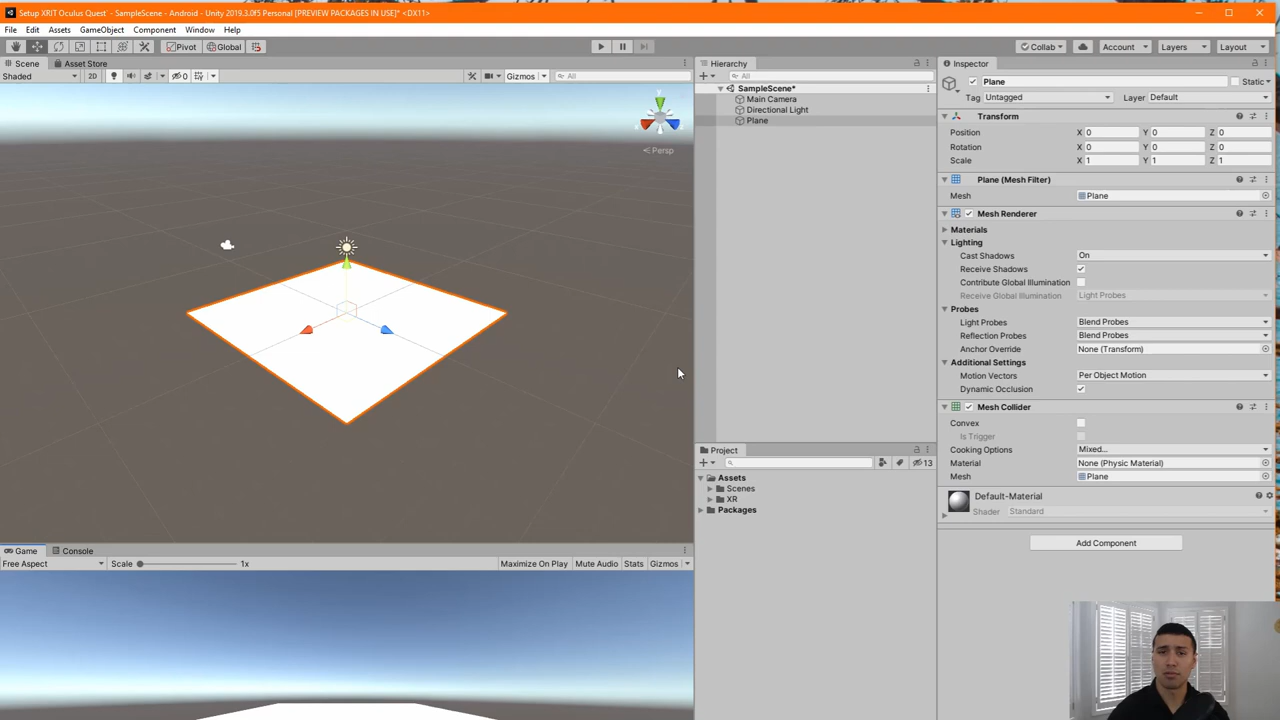 Setup XRIT Oculus Quest` - SampleScene - Android - Unity 2019.3.0f5 Personal [PREVIEW PACKAGES IN USE]* <DX11>
File Edit Assets GameObject Component Window Help
Pivot Global Collab Account Layers Layout
Scene Asset Store
Shaded 2D 0 Gizmos All
Y
Persp
Hierarchy
All
SampleScene*
Main Camera
Directional Light
Plane
Project
13
Assets
Scenes
XR
Packages
Inspector
Plane Static
Tag Untagged Layer Default
Transform
Position X 0 Y 0 Z 0
Rotation X 0 Y 0 Z 0
Scale X 1 Y 1 Z 1
Plane (Mesh Filter)
Mesh Plane
Mesh Renderer
Materials
Lighting
Cast Shadows On
Receive Shadows
Contribute Global Illumination
Receive Global Illumination Light Probes
Probes
Light Probes Blend Probes
Reflection Probes Blend Probes
Anchor Override None (Transform)
Additional Settings
Motion Vectors Per Object Motion
Dynamic Occlusion
Mesh Collider
Convex
Is Trigger
Cooking Options Mixed...
Material None (Physic Material)
Mesh Plane
Default-Material
Shader Standard
Add Component
Game Console
Free Aspect Scale 1x Maximize On Play Mute Audio Stats Gizmos